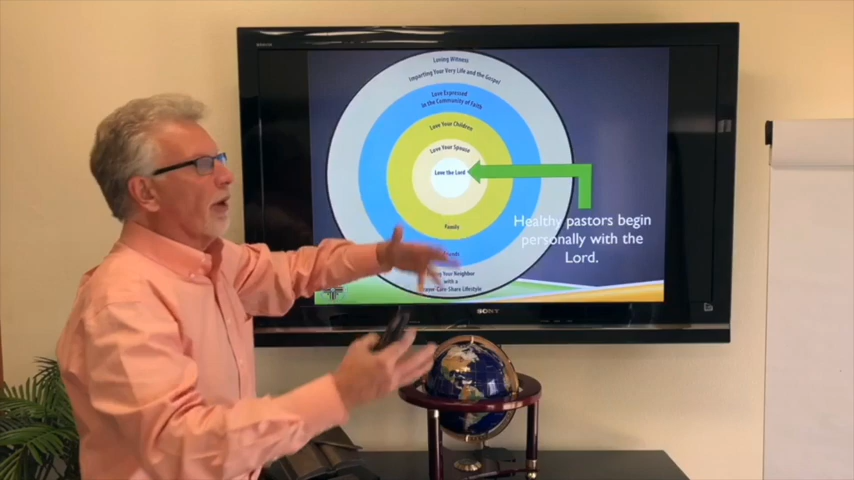 Loving Witness
Imparting Your Very Life and the Gospel
Love Expressed
in the Community of Faith
Love Your Children
Love Your Spouse
Love the Lord
Healthy pastors begin
personally with the
Lord.
Family
Your Neighbor
with a
Prayer Care Share Lifestyle
SONY